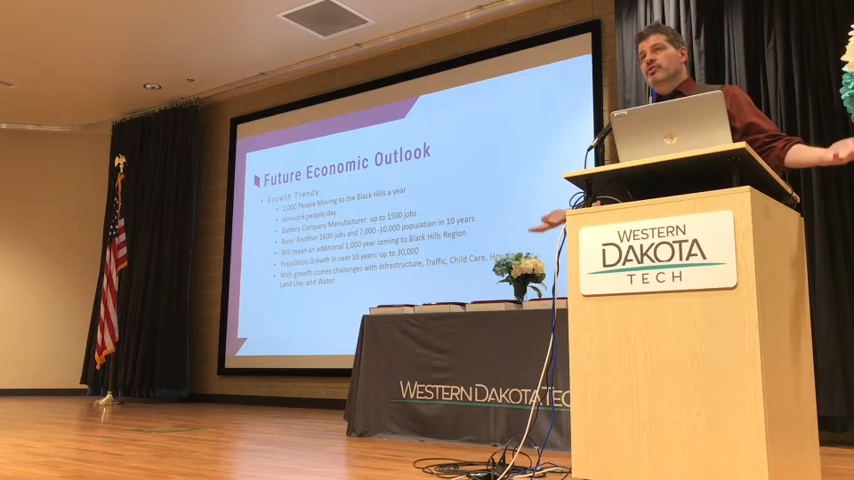 Future Economic Outlook
• Growth Trends:
• 2,000 People Moving to the Black Hills a year
• Almost 6 people/day
• Battery Company Manufacturer: up to 1500 jobs
• Base: Another 1600 jobs and 7,000 -10,000 population in 10 years
• Will mean an additional 1,000 year coming to Black Hills Region
• Population Growth in next 10 years: up to 30,000
• With growth comes challenges with Infrastructure, Traffic, Child Care,
Land Use, and Water
WESTERN
DAKOTA
TECH
hp
WESTERN DAKOTA TEC